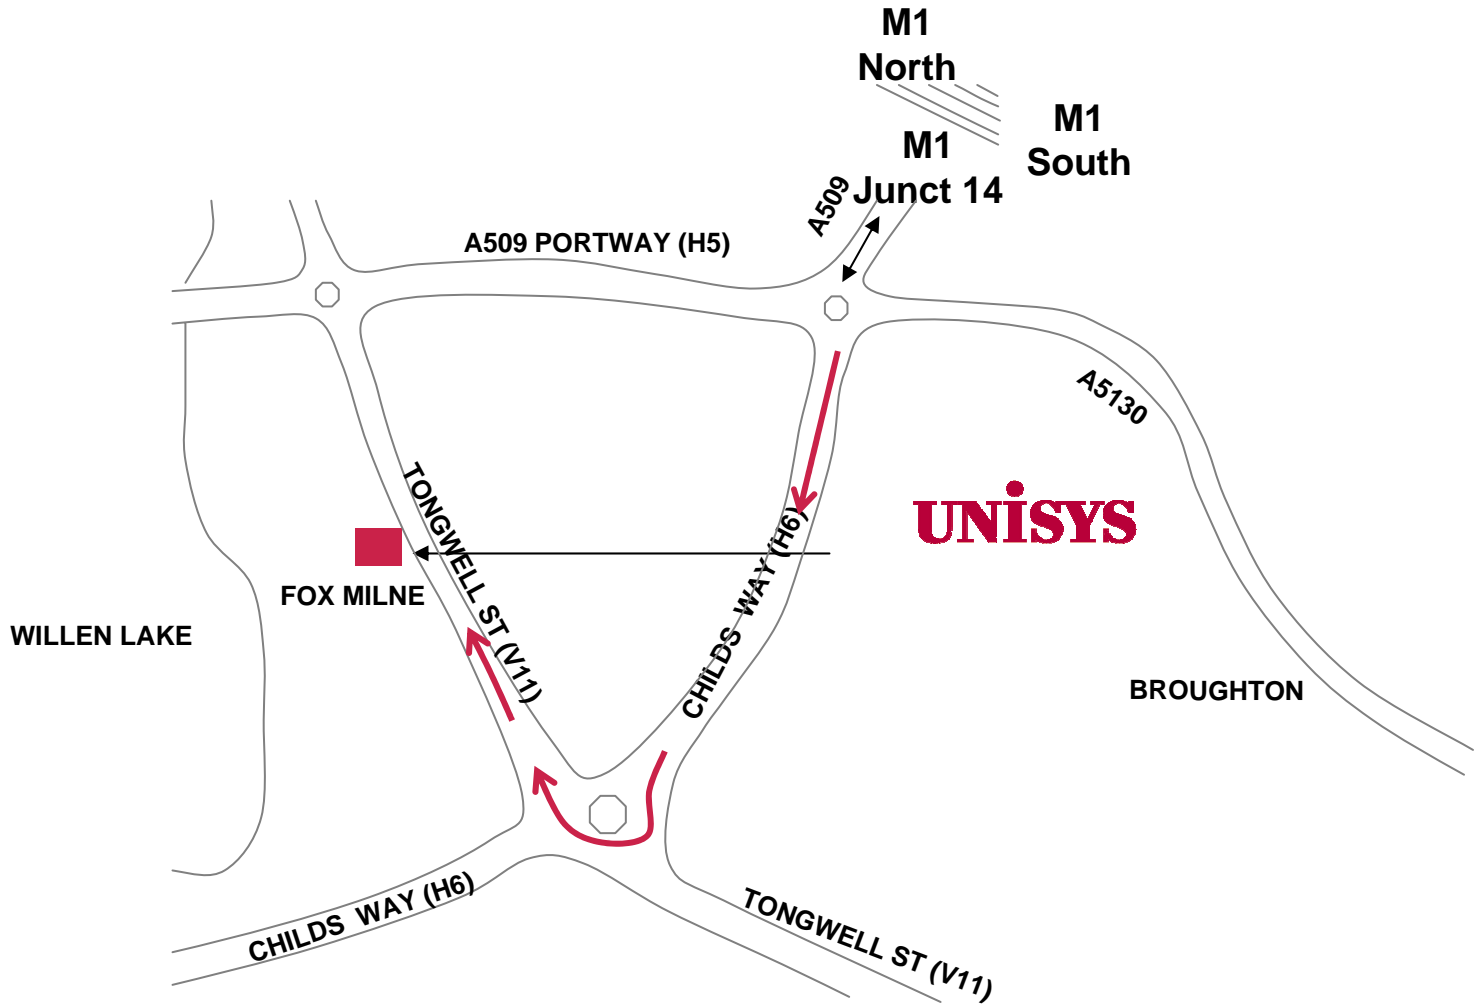 M1
North
M1
South
M1
Junct 14
A509
A509 PORTWAY (H5)
A5130
UNiSYS
TONGWELL ST (V11)
CHILDS  WAY (H6)
FOX MILNE
WILLEN LAKE
BROUGHTON
CHILDS  WAY (H6)
TONGWELL ST (V11)